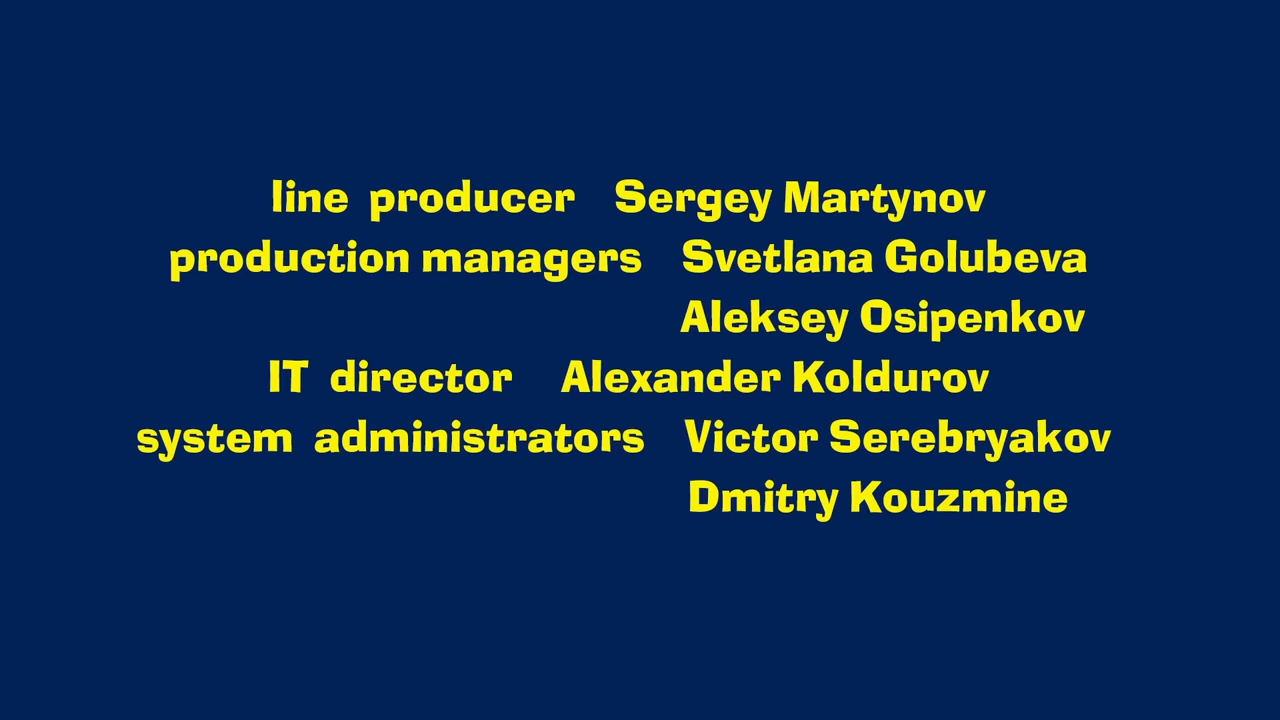 line producer Sergey Martynov
production managers Svetlana Golubeva
Aleksey Osipenkov
IT director Alexander Koldurov
system administrators Victor Serebryakov
Dmitry Kouzmine